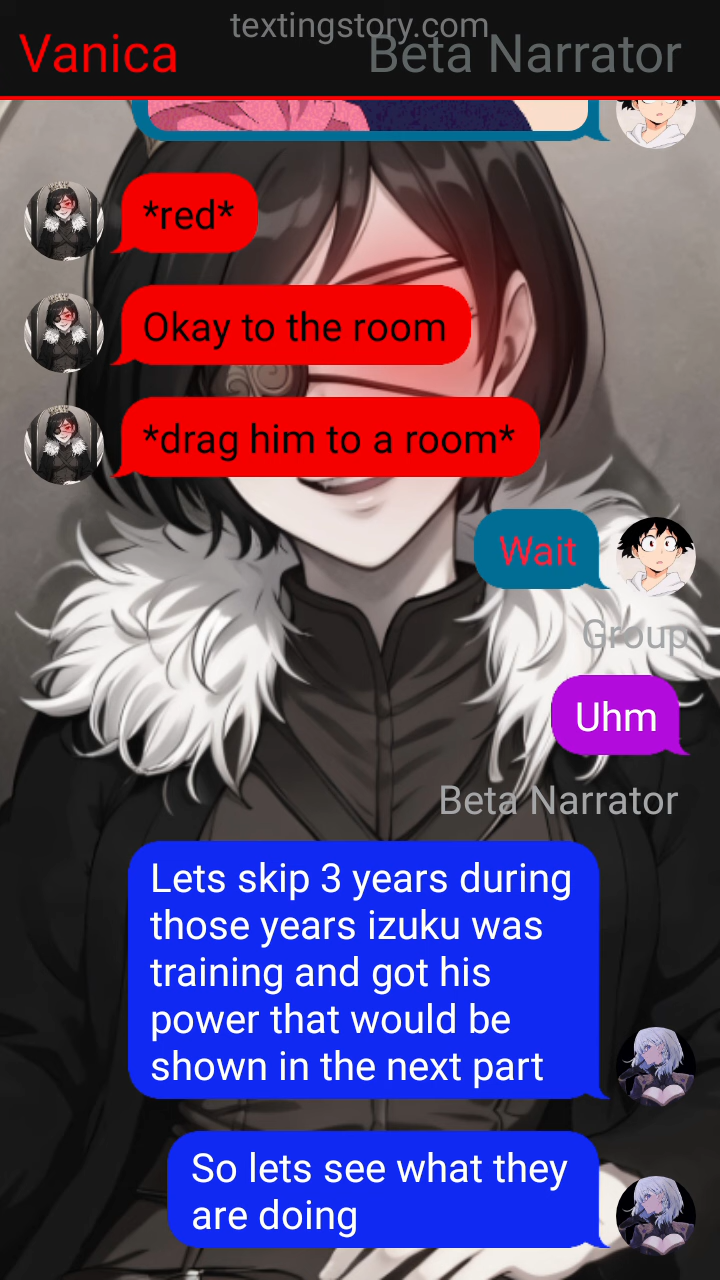 textingstory.com
Vanica
Beta Narrator
*red*
Okay to the room
*drag him to a room*
Wait
Group
Uhm
Beta Narrator
Lets skip 3 years during
those years izuku was
training and got his
power that would be
shown in the next part
So lets see what they
are doing